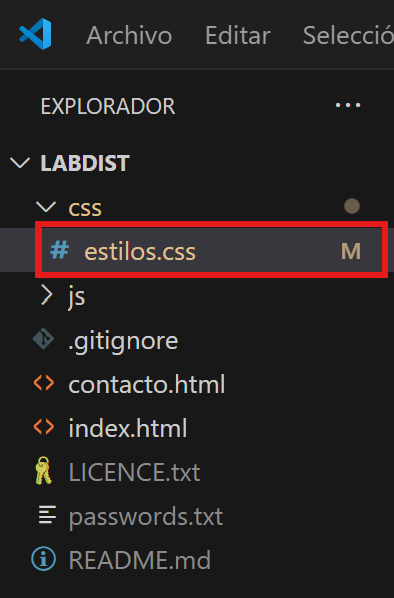 Archivo Editar Selecció
EXPLORADOR ...
LABDIST
css
# estilos.css M
js
.gitignore
contacto.html
index.html
LICENCE.txt
passwords.txt
README.md